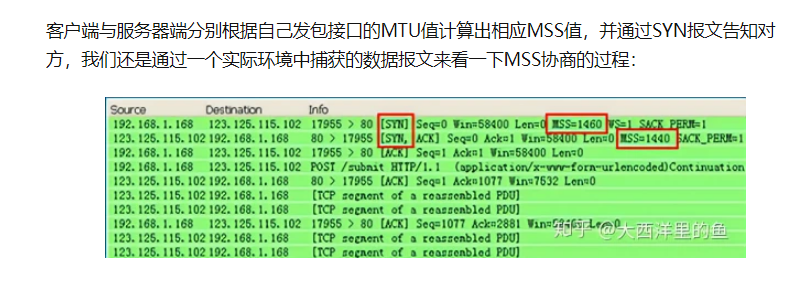 客户端与服务器端分别根据自己发包接口的MTU值计算出相应MSS值，并通过SYN报文告知对
方，我们还是通过一个实际环境中捕获的数据报文来看一下MSS协商的过程：
Source Destination Info
192.168.1.168 123.125.115.102 17955 > 80 [SYN] Seq=0 Win=58400 Len=0 MSS=1460 WS=1 SACK_PERM=1
123.125.115.102 192.168.1.168 80 > 17955 [SYN, ACK] Seq=0 Ack=1 Win=58400 Len=0 MSS=1440 SACK_PERM=1
192.168.1.168 123.125.115.102 17955 > 80 [ACK] Seq=1 Ack=1 Win=58400 Len=0
192.168.1.168 123.125.115.102 POST /submit HTTP/1.1 (application/x-www-form-urlencoded)Continuation
123.125.115.102 192.168.1.168 80 > 17955 [ACK] Seq=1 Ack=1077 Win=7532 Len=0
123.125.115.102 192.168.1.168 [TCP segment of a reassembled PDU]
123.125.115.102 192.168.1.168 [TCP segment of a reassembled PDU]
192.168.1.168 123.125.115.102 17955 > 80 [ACK] Seq=1077 Ack=2881 Len=0
123.125.115.102 192.168.1.168 [TCP segment of a reassembled PDU]
123.125.115.102 192.168.1.168 [TCP segment of a reassembled PDU]
知乎 @大西洋里的鱼